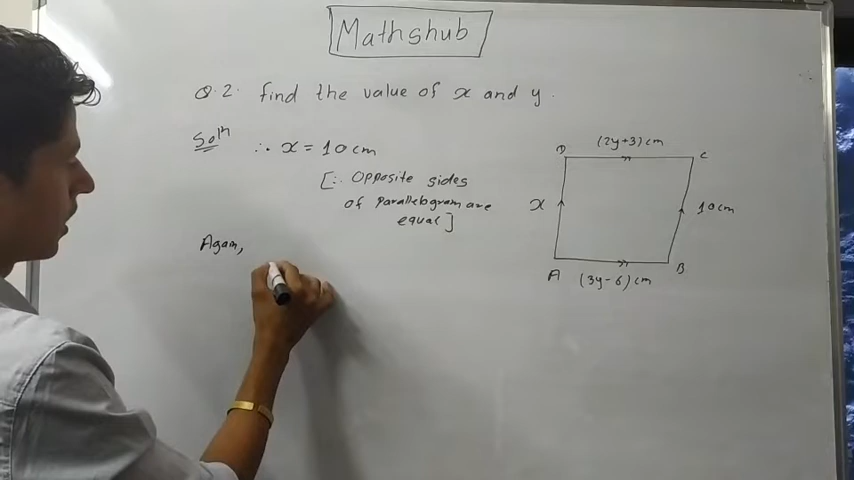 Mathshub
Q.2. find the value of x and y.
Solⁿ ∴ x = 10 cm
[∵ Opposite sides
of parallelogram are
equal]
Again,
D (2y+3) cm C
x 10 cm
A (3y-6) cm B